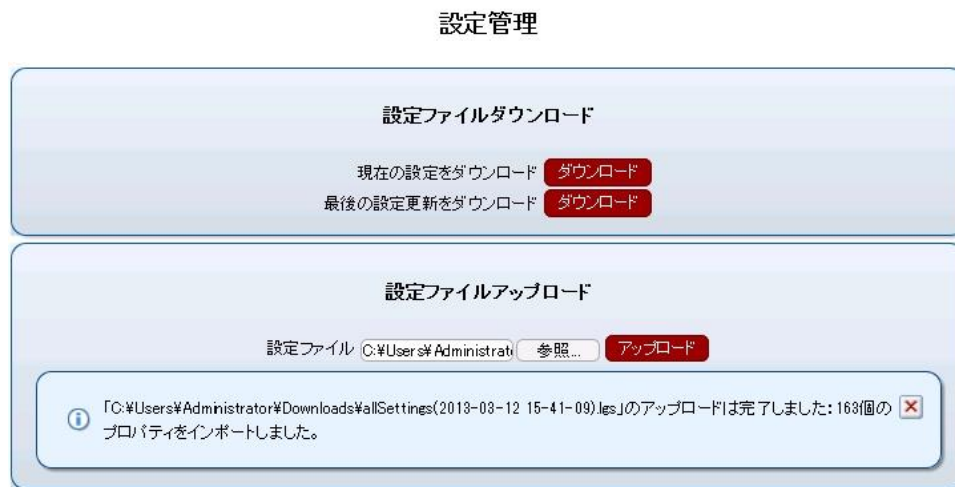 設定管理
設定ファイルダウンロード
現在の設定をダウンロード ダウンロード
最後の設定更新をダウンロード ダウンロード
設定ファイルアップロード
設定ファイル C:¥Users¥Administrat 参照... アップロード
「C:¥Users¥Administrator¥Downloads¥allSettings(2013-03-12 15-41-09).lgs」のアップロードは完了しました: 163個の
プロパティをインポートしました。